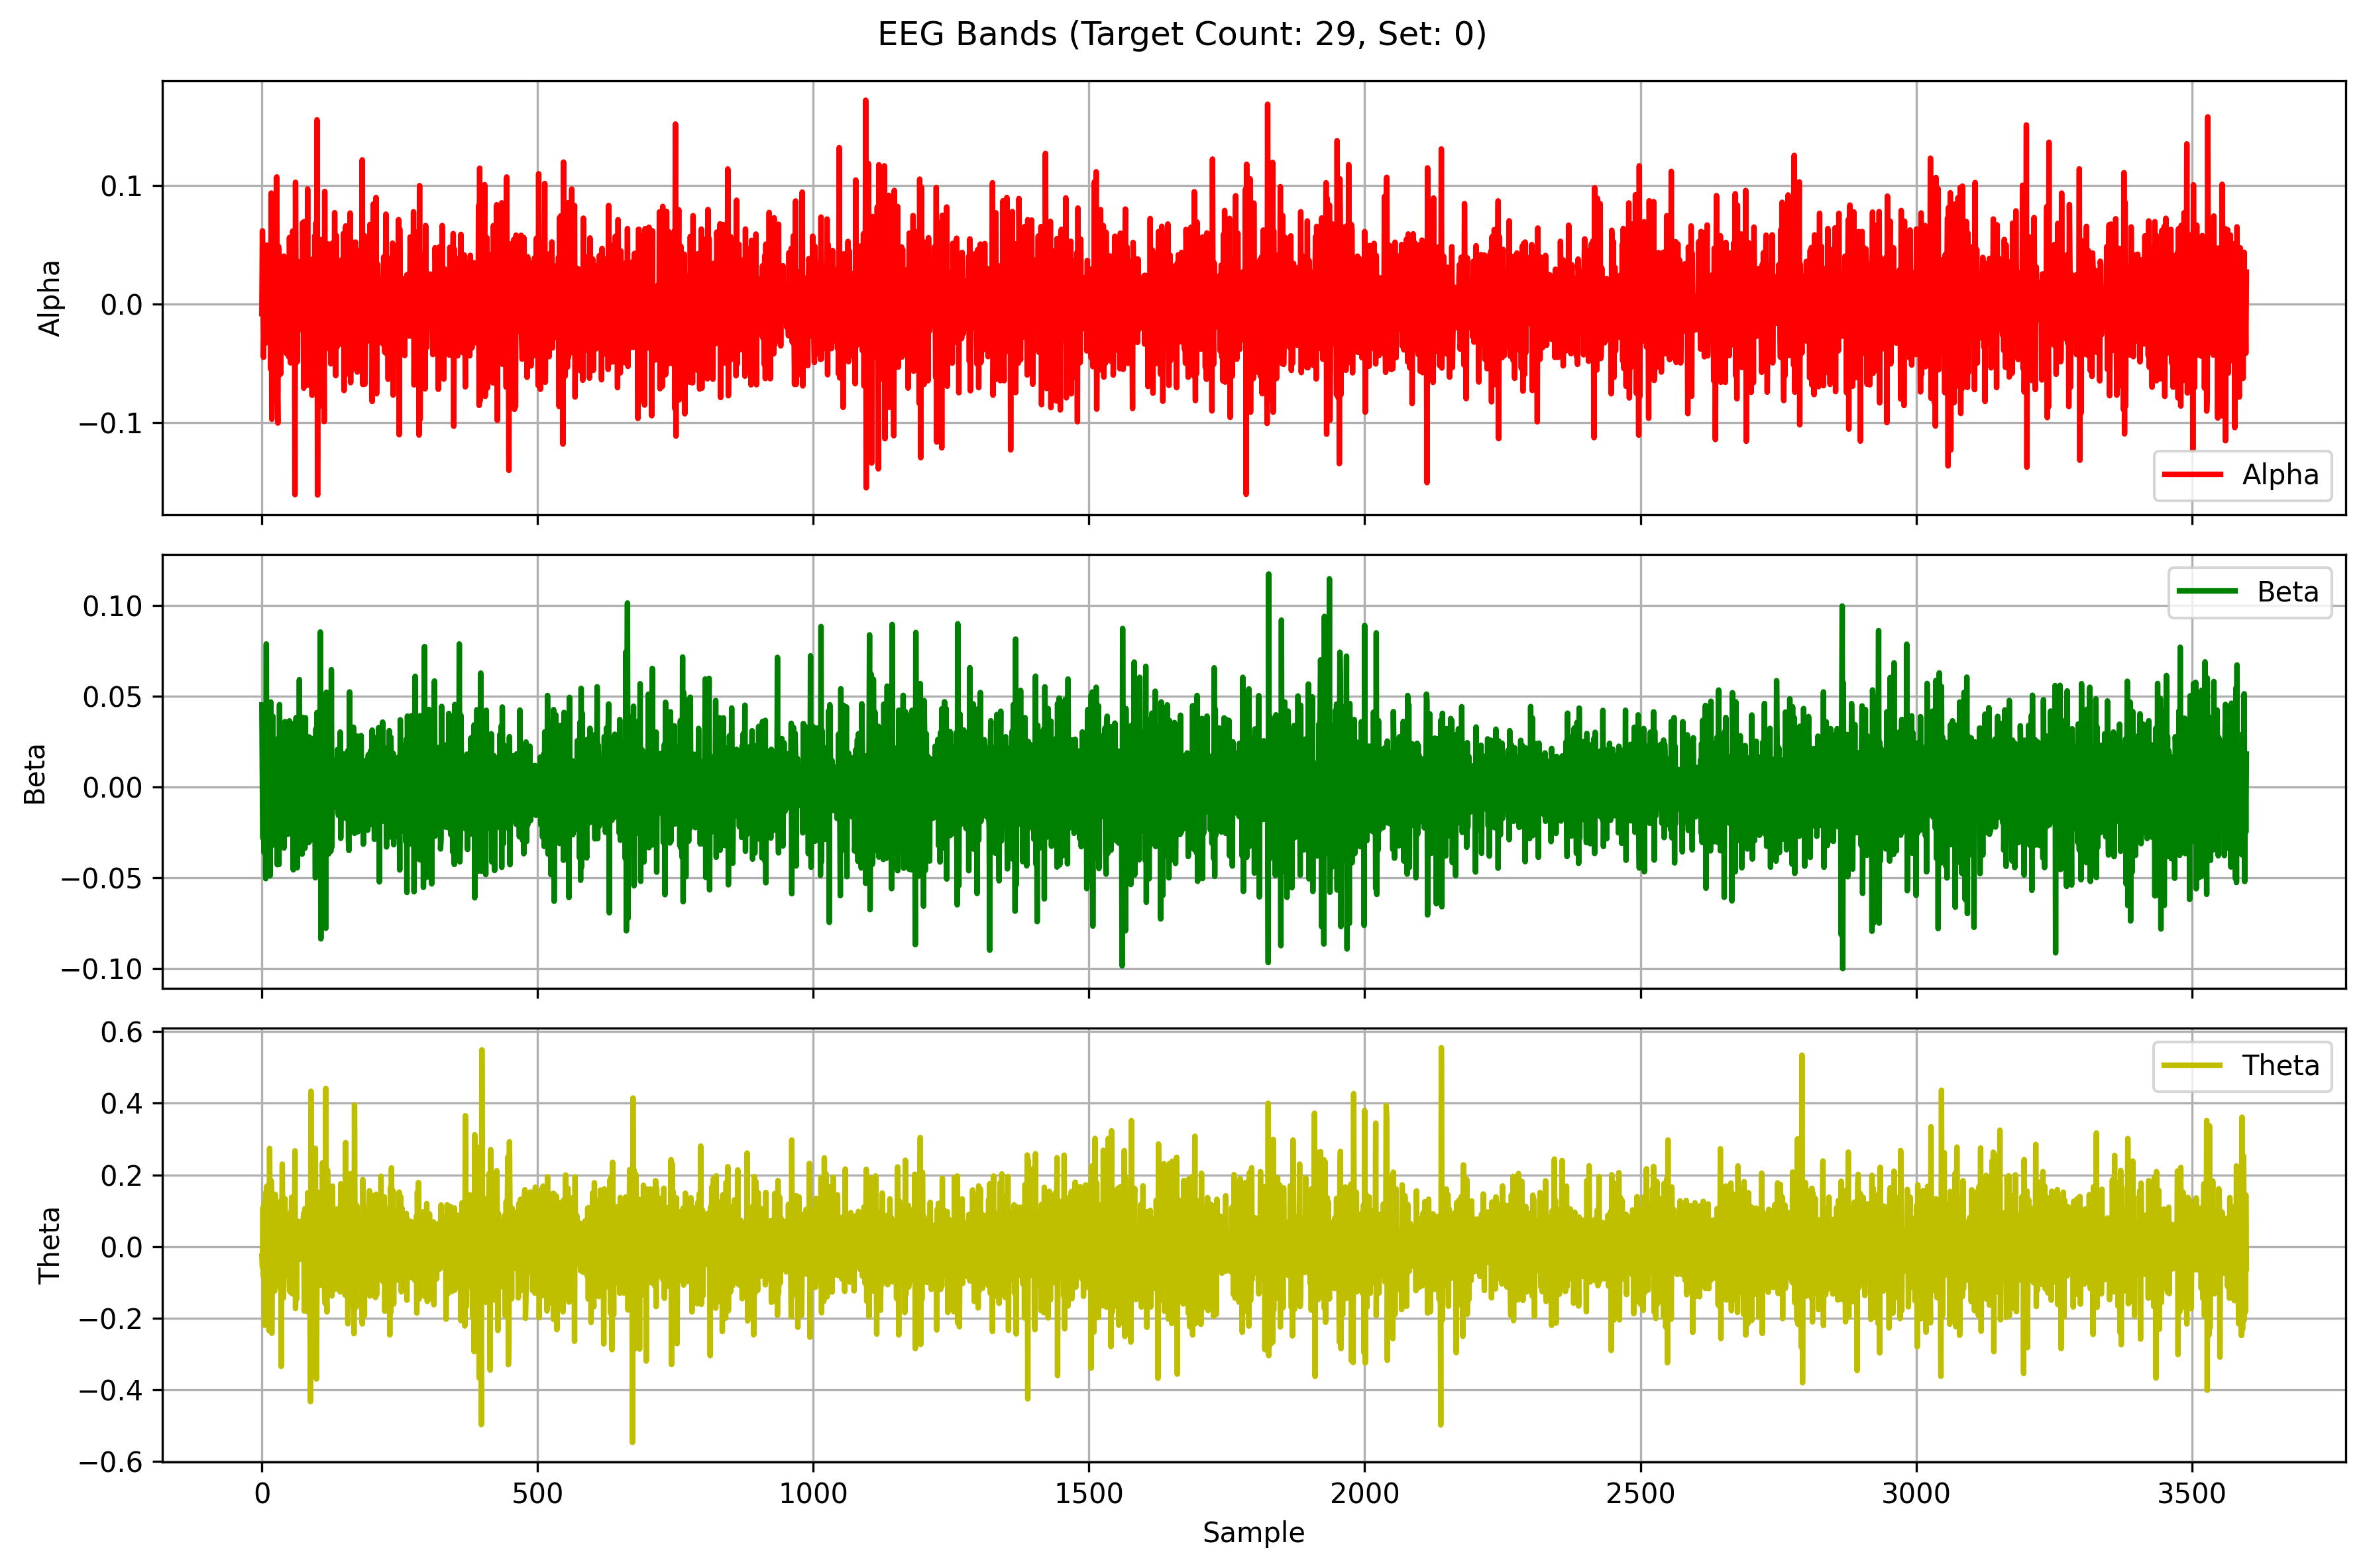 EEG Bands (Target Count: 29, Set: 0)
0.1
0.0
−0.1
Alpha
Alpha
0.10
0.05
0.00
−0.05
−0.10
Beta
Beta
0.6
0.4
0.2
0.0
−0.2
−0.4
−0.6
Theta
Theta
0 500 1000 1500 2000 2500 3000 3500
Sample